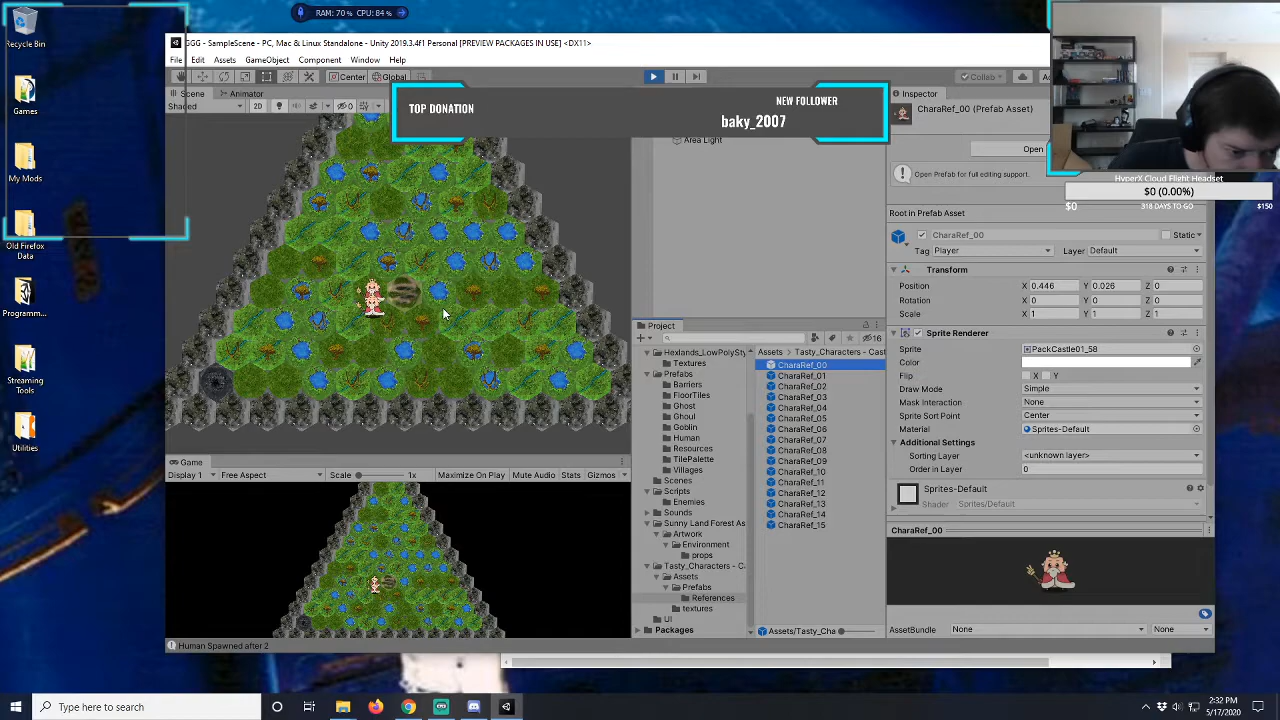 RAM: 70 % CPU: 84 %
Recycle Bin
Games
My Mods
Old Firefox
Data
Programm...
Streaming
Tools
Utilities
GGG - SampleScene - PC, Mac & Linux Standalone - Unity 2019.3.4f1 Personal [PREVIEW PACKAGES IN USE] <DX11>
File Edit Assets GameObject Component Window Help
Center Global Collab
Scene Animator
Shaded 2D 0
TOP DONATION
NEW FOLLOWER
baky_2007
Area Light
Inspector
CharaRef_00 (Prefab Asset)
Open
Open Prefab for full editing support.
Root in Prefab Asset
HyperX Cloud Flight Headset
$0 (0.00%)
$0 318 DAYS TO GO $150
CharaRef_00 Static
Tag Player Layer Default
Transform
Position X 0.446 Y 0.026 Z 0
Rotation X 0 Y 0 Z 0
Scale X 1 Y 1 Z 1
Sprite Renderer
Sprite PackCastle01_58
Color
Flip X Y
Draw Mode Simple
Mask Interaction None
Sprite Sort Point Center
Material Sprites-Default
Additional Settings
Sorting Layer <unknown layer>
Order in Layer 0
Sprites-Default
Shader Sprites/Default
CharaRef_00
AssetBundle None None
Project
16
Assets > Tasty_Characters - Cast
Hexlands_LowPolySty
Textures
Prefabs
Barriers
FloorTiles
Ghost
Ghoul
Goblin
Human
Resources
TilePalette
Villages
Scenes
Scripts
Enemies
Sounds
Sunny Land Forest As
Artwork
Environment
props
Tasty_Characters - C
Assets
Prefabs
References
textures
UI
Packages
CharaRef_00
CharaRef_01
CharaRef_02
CharaRef_03
CharaRef_04
CharaRef_05
CharaRef_06
CharaRef_07
CharaRef_08
CharaRef_09
CharaRef_10
CharaRef_11
CharaRef_12
CharaRef_13
CharaRef_14
CharaRef_15
Assets/Tasty_Cha
Game
Display 1 Free Aspect Scale 1x Maximize On Play Mute Audio Stats Gizmos
Human Spawned after 2
Type here to search
2:32 PM
5/17/2020